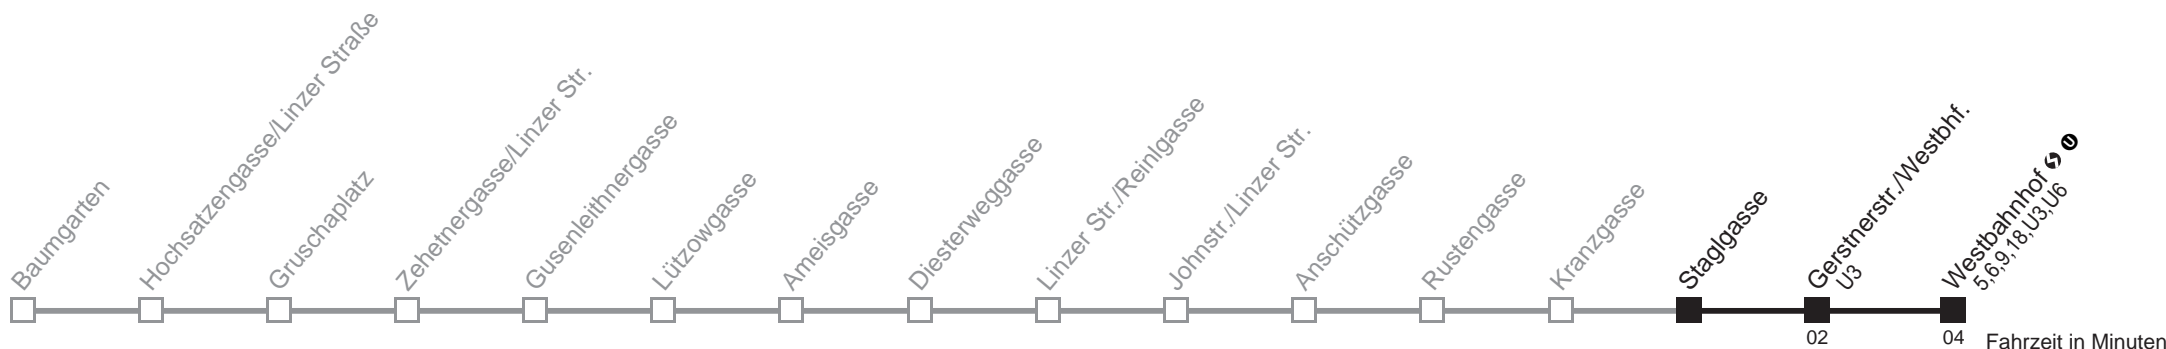 Baumgarten
Hochsatzengasse/Linzer Straße
Gruschaplatz
Zehetnergasse/Linzer Str.
Gusenleithnergasse
Lützowgasse
Ameisgasse
Diesterweggasse
Linzer Str./Reinlgasse
Johnstr./Linzer Str.
Anschützgasse
Rustengasse
Kranzgasse
Staglgasse
Gerstnerstr./Westbhf.
U3
Westbahnhof S U
5,6,9,18,U3,U6
02
04
Fahrzeit in Minuten